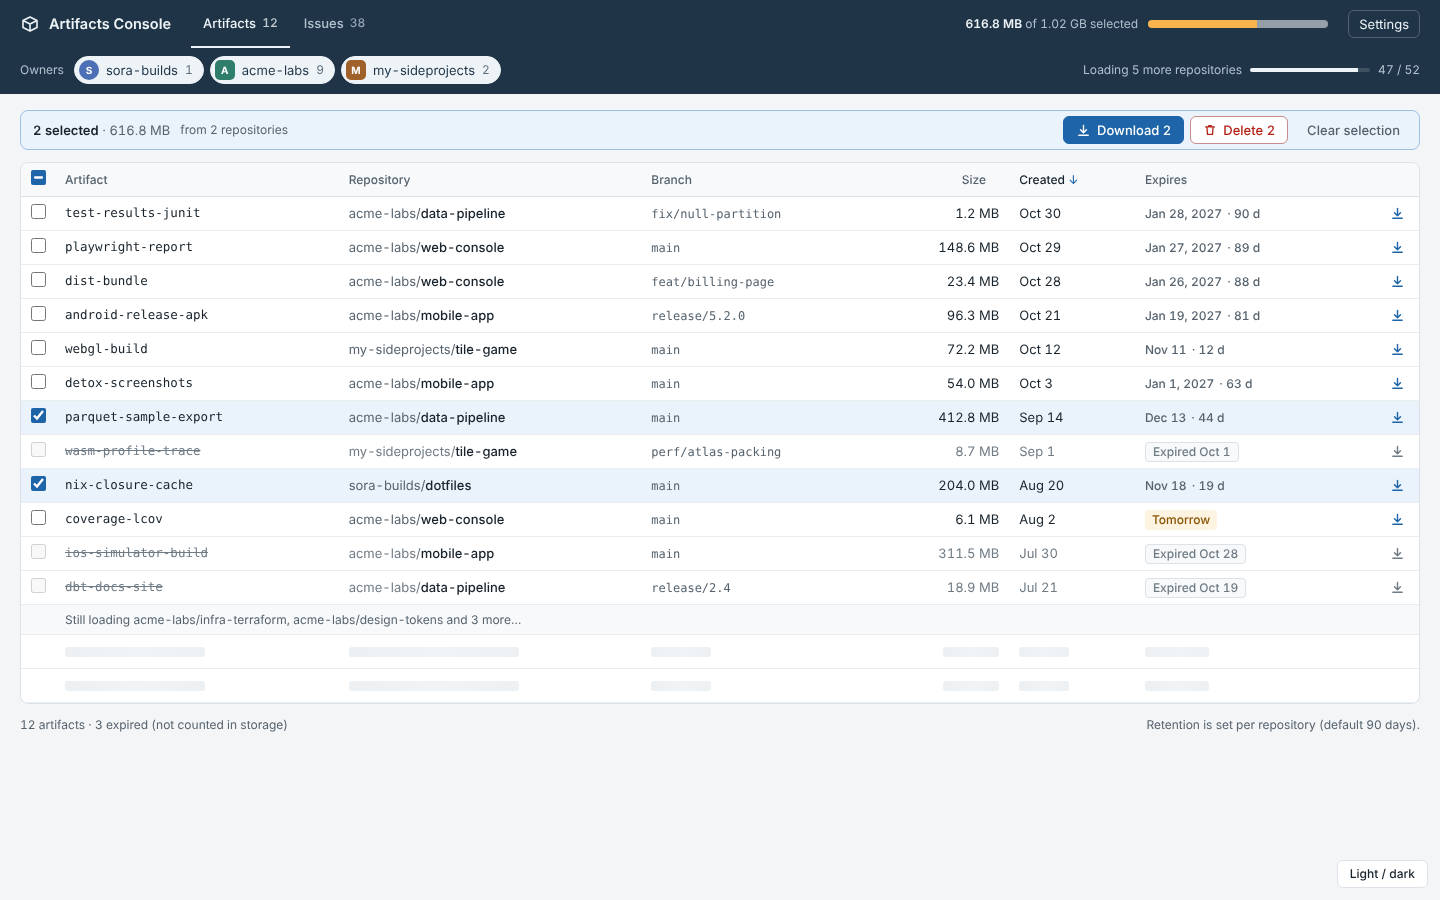 Artifacts Console Artifacts 12 Issues 38 616.8 MB of 1.02 GB selected Settings
Owners S sora-builds 1 A acme-labs 9 M my-sideprojects 2 Loading 5 more repositories 47 / 52
2 selected · 616.8 MB from 2 repositories Download 2 Delete 2 Clear selection
Artifact Repository Branch Size Created ↓ Expires
test-results-junit acme-labs/data-pipeline fix/null-partition 1.2 MB Oct 30 Jan 28, 2027 · 90 d
playwright-report acme-labs/web-console main 148.6 MB Oct 29 Jan 27, 2027 · 89 d
dist-bundle acme-labs/web-console feat/billing-page 23.4 MB Oct 28 Jan 26, 2027 · 88 d
android-release-apk acme-labs/mobile-app release/5.2.0 96.3 MB Oct 21 Jan 19, 2027 · 81 d
webgl-build my-sideprojects/tile-game main 72.2 MB Oct 12 Nov 11 · 12 d
detox-screenshots acme-labs/mobile-app main 54.0 MB Oct 3 Jan 1, 2027 · 63 d
parquet-sample-export acme-labs/data-pipeline main 412.8 MB Sep 14 Dec 13 · 44 d
wasm-profile-trace my-sideprojects/tile-game perf/atlas-packing 8.7 MB Sep 1 Expired Oct 1
nix-closure-cache sora-builds/dotfiles main 204.0 MB Aug 20 Nov 18 · 19 d
coverage-lcov acme-labs/web-console main 6.1 MB Aug 2 Tomorrow
ios-simulator-build acme-labs/mobile-app main 311.5 MB Jul 30 Expired Oct 28
dbt-docs-site acme-labs/data-pipeline release/2.4 18.9 MB Jul 21 Expired Oct 19
Still loading acme-labs/infra-terraform, acme-labs/design-tokens and 3 more…
12 artifacts · 3 expired (not counted in storage) Retention is set per repository (default 90 days).
Light / dark